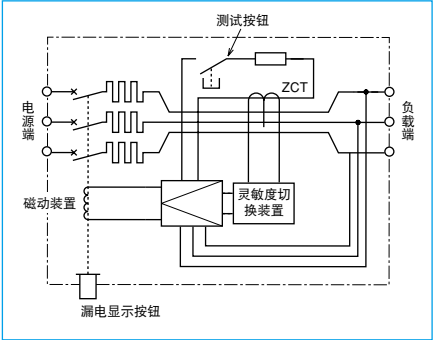 测试按钮
ZCT
电源端
负载端
磁动装置
灵敏度切
换装置
漏电显示按钮